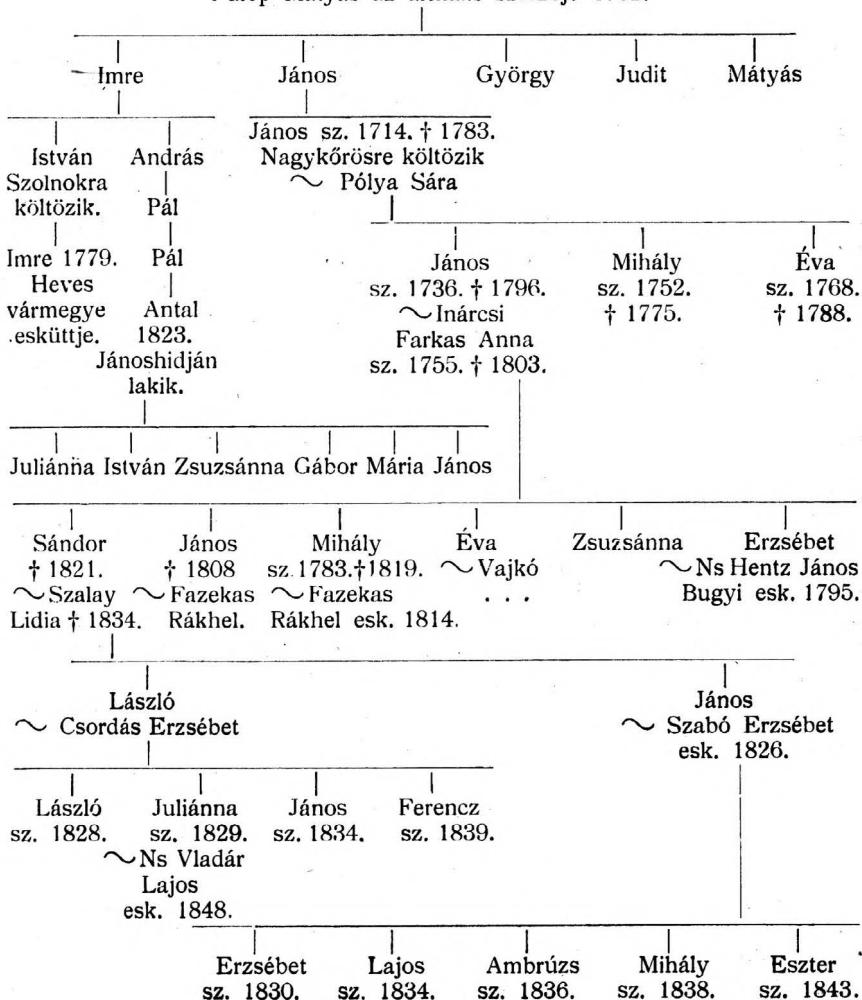 Mátyás az
Imre János György Judit Mátyás
János sz. 1714. † 1783.
István András Nagykőrösre költözik
Szolnokra ~ Pólya Sára
költözik. Pál
Imre 1779. Pál János Mihály Éva
Heves sz. 1736. † 1796. sz. 1752. sz. 1768.
vármegye Antal ~ Inárcsi † 1775. † 1788.
esküttje. 1823. Farkas Anna
Jánoshidján sz. 1755. † 1803.
lakik.
Juliánna István Zsuzsánna Gábor Mária János
Sándor János Mihály Éva Zsuzsánna Erzsébet
† 1821. † 1808 sz. 1783. † 1819. ~ Vajkó ~ Ns Hentz János
~ Szalay ~ Fazekas ~ Fazekas . . . Bugyi esk. 1795.
Lidia † 1834. Rákhel. Rákhel esk. 1814.
László János
~ Csordás Erzsébet ~ Szabó Erzsébet
esk. 1826.
László Juliánna János Ferencz
sz. 1828. sz. 1829. sz. 1834. sz. 1839.
~ Ns Vladár
Lajos
esk. 1848.
Erzsébet Lajos Ambrúzs Mihály Eszter
sz. 1830. sz. 1834. sz. 1836. sz. 1838. sz. 1843.